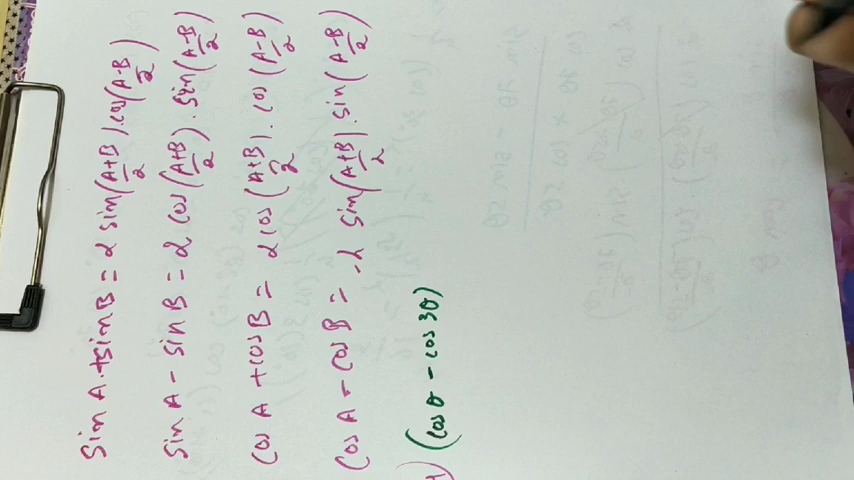 Sin A + sin B = 2 sin(A+B/2).cos(A-B/2)
Sin A - Sin B = 2 cos(A+B/2).sin(A-B/2)
Cos A + cos B = 2 cos(A+B/2).cos(A-B/2)
Cos A - cos B = -2 sin(A+B/2).sin(A-B/2)
) (cos θ - cos 3θ)